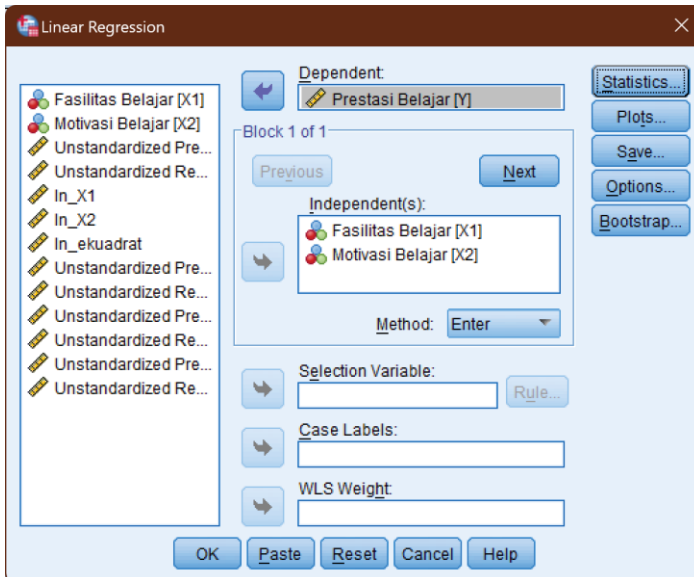 Linear Regression
Fasilitas Belajar [X1]
Motivasi Belajar [X2]
Unstandardized Pre...
Unstandardized Re...
ln_X1
ln_X2
ln_ekuadrat
Unstandardized Pre...
Unstandardized Re...
Unstandardized Pre...
Unstandardized Re...
Unstandardized Pre...
Unstandardized Re...
Dependent:
Prestasi Belajar [Y]
Block 1 of 1
Previous
Next
Independent(s):
Fasilitas Belajar [X1]
Motivasi Belajar [X2]
Method: Enter
Selection Variable:
Rule...
Case Labels:
WLS Weight:
Statistics...
Plots...
Save...
Options...
Bootstrap...
OK Paste Reset Cancel Help